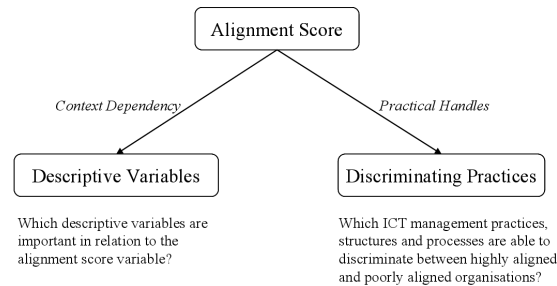 Alignment Score
Context Dependency
Practical Handles
Descriptive Variables
Discriminating Practices
Which descriptive variables are
important in relation to the
alignment score variable?
Which ICT management practices,
structures and processes are able to
discriminate between highly aligned
and poorly aligned organisations?